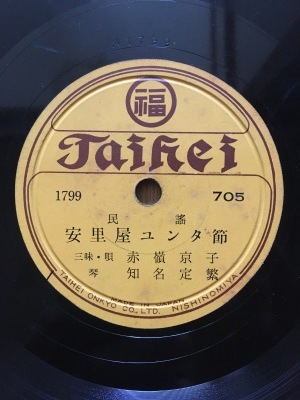 福
Taihei
1799 705
民謡
安里屋ユンタ節
三味・唄 赤嶺京子
琴 知名定繁
MADE IN JAPAN
TAIHEI ONKYO CO., LTD. NISHINOMIYA